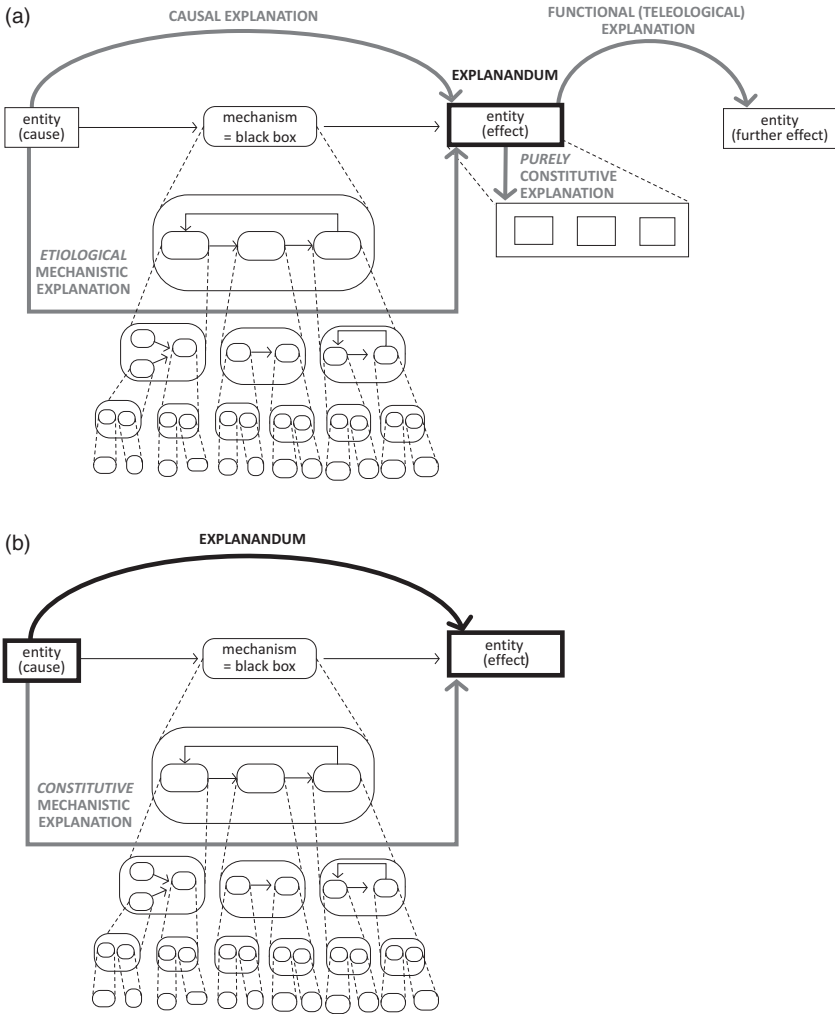 (a)
CAUSAL EXPLANATION
FUNCTIONAL (TELEOLOGICAL)
EXPLANATION
EXPLANANDUM
entity
(cause)
mechanism
= black box
entity
(effect)
entity
(further effect)
PURELY
CONSTITUTIVE
EXPLANATION
ETIOLOGICAL
MECHANISTIC
EXPLANATION
(b)
EXPLANANDUM
entity
(cause)
mechanism
= black box
entity
(effect)
CONSTITUTIVE
MECHANISTIC
EXPLANATION